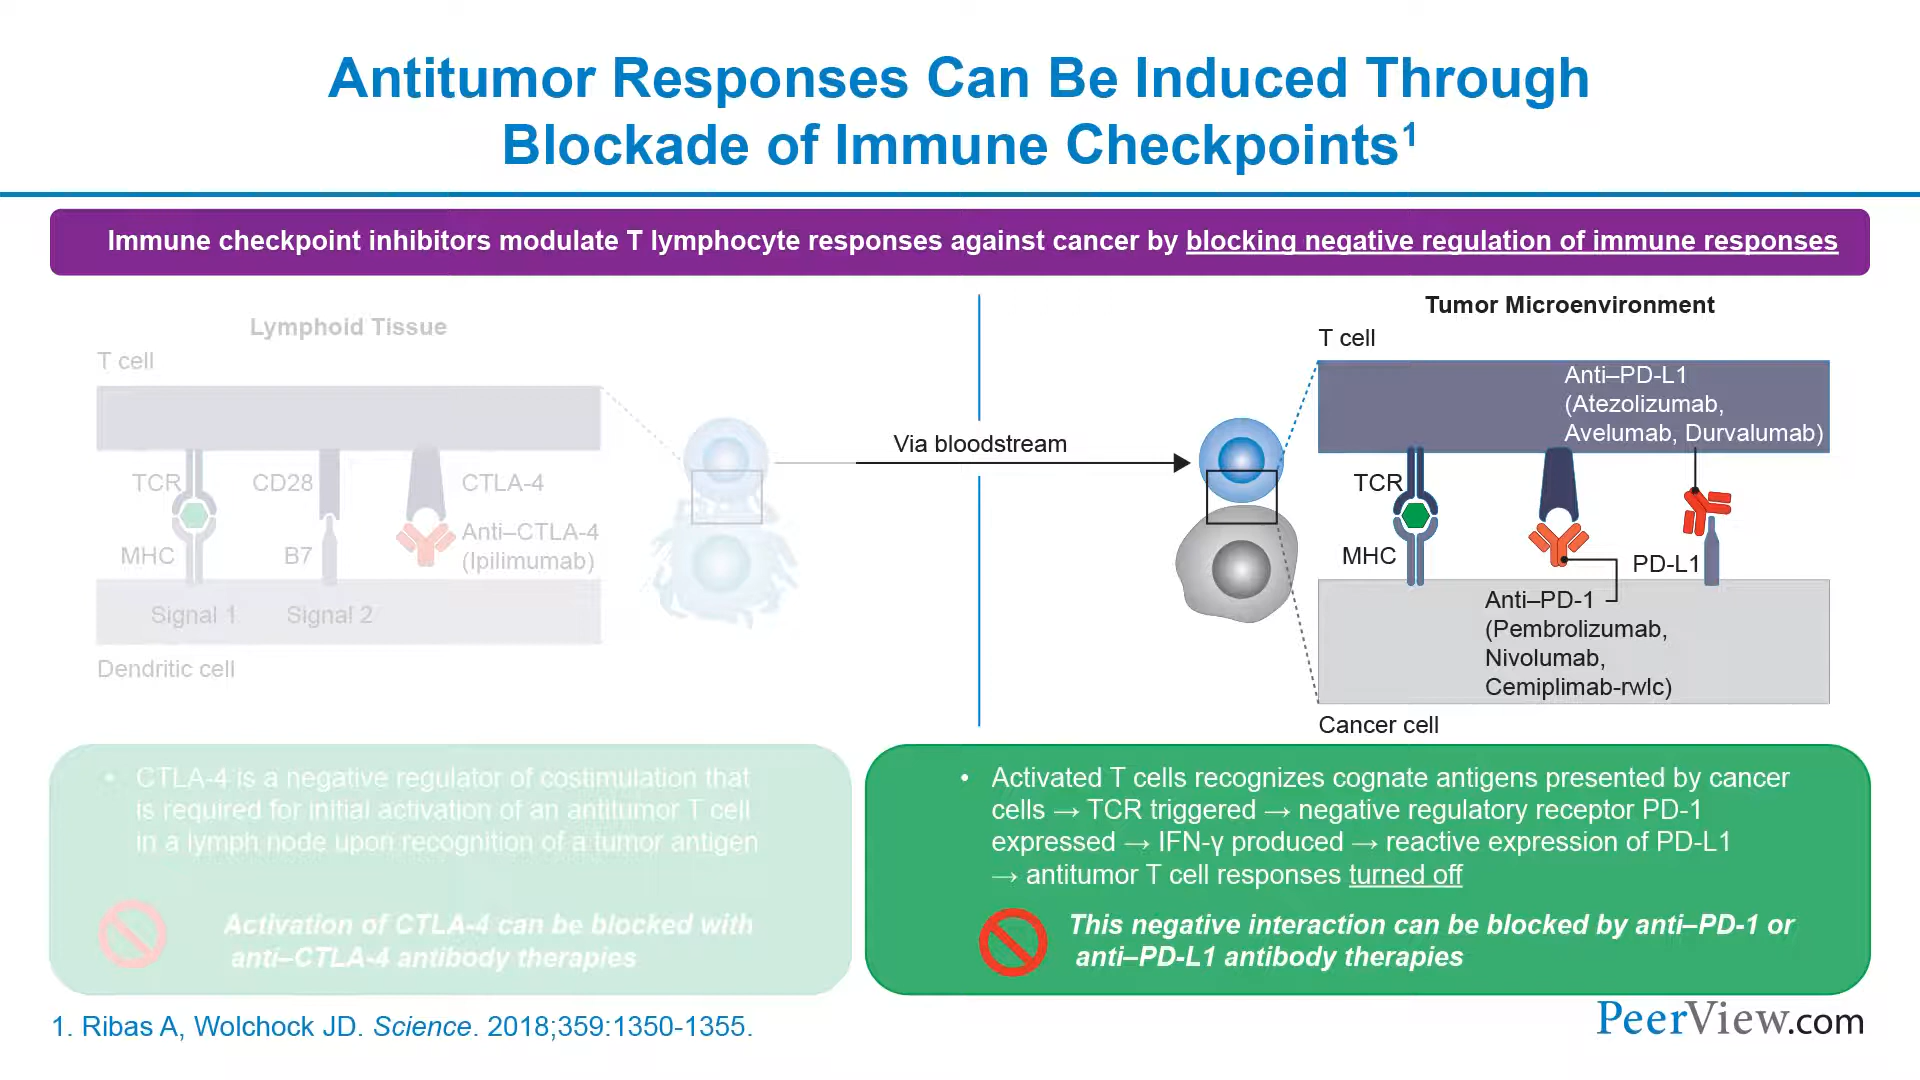 Antitumor Responses Can Be Induced Through
Blockade of Immune Checkpoints1
Immune checkpoint inhibitors modulate T lymphocyte responses against cancer by blocking negative regulation of immune responses
Lymphoid Tissue
T cell
TCR
CD28
CTLA-4
MHC
B7
Anti–CTLA-4
(Ipilimumab)
Signal 1
Signal 2
Dendritic cell
Via bloodstream
Tumor Microenvironment
T cell
Anti–PD-L1
(Atezolizumab,
Avelumab, Durvalumab)
TCR
MHC
PD-L1
Anti–PD-1
(Pembrolizumab,
Nivolumab,
Cemiplimab-rwlc)
Cancer cell
• CTLA-4 is a negative regulator of costimulation that
is required for initial activation of an antitumor T cell
in a lymph node upon recognition of a tumor antigen
Activation of CTLA-4 can be blocked with
anti–CTLA-4 antibody therapies
• Activated T cells recognizes cognate antigens presented by cancer
cells → TCR triggered → negative regulatory receptor PD-1
expressed → IFN-γ produced → reactive expression of PD-L1
→ antitumor T cell responses turned off
This negative interaction can be blocked by anti–PD-1 or
anti–PD-L1 antibody therapies
1. Ribas A, Wolchock JD. Science. 2018;359:1350-1355.
PeerView.com